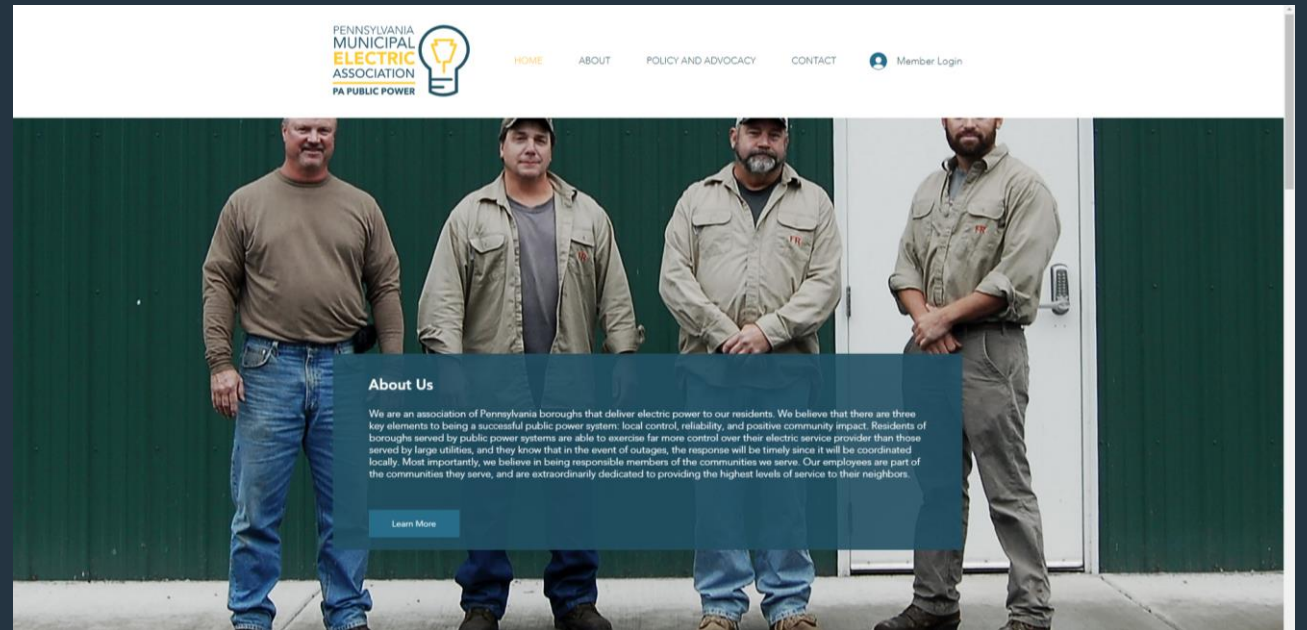 PENNSYLVANIA
MUNICIPAL
ELECTRIC
ASSOCIATION
PA PUBLIC POWER
HOME ABOUT POLICY AND ADVOCACY CONTACT Member Login
FR
FR
FR
About Us
We are an association of Pennsylvania boroughs that deliver electric power to our residents. We believe that there are three
key elements to being a successful public power system: local control, reliability, and positive community impact. Residents of
boroughs served by public power systems are able to exercise far more control over their electric service provider than those
served by large utilities, and they know that in the event of outages, the response will be timely since it will be coordinated
locally. Most importantly, we believe in being responsible members of the communities we serve. Our employees are part of
the communities they serve, and are extraordinarily dedicated to providing the highest levels of service to their neighbors.
Learn More